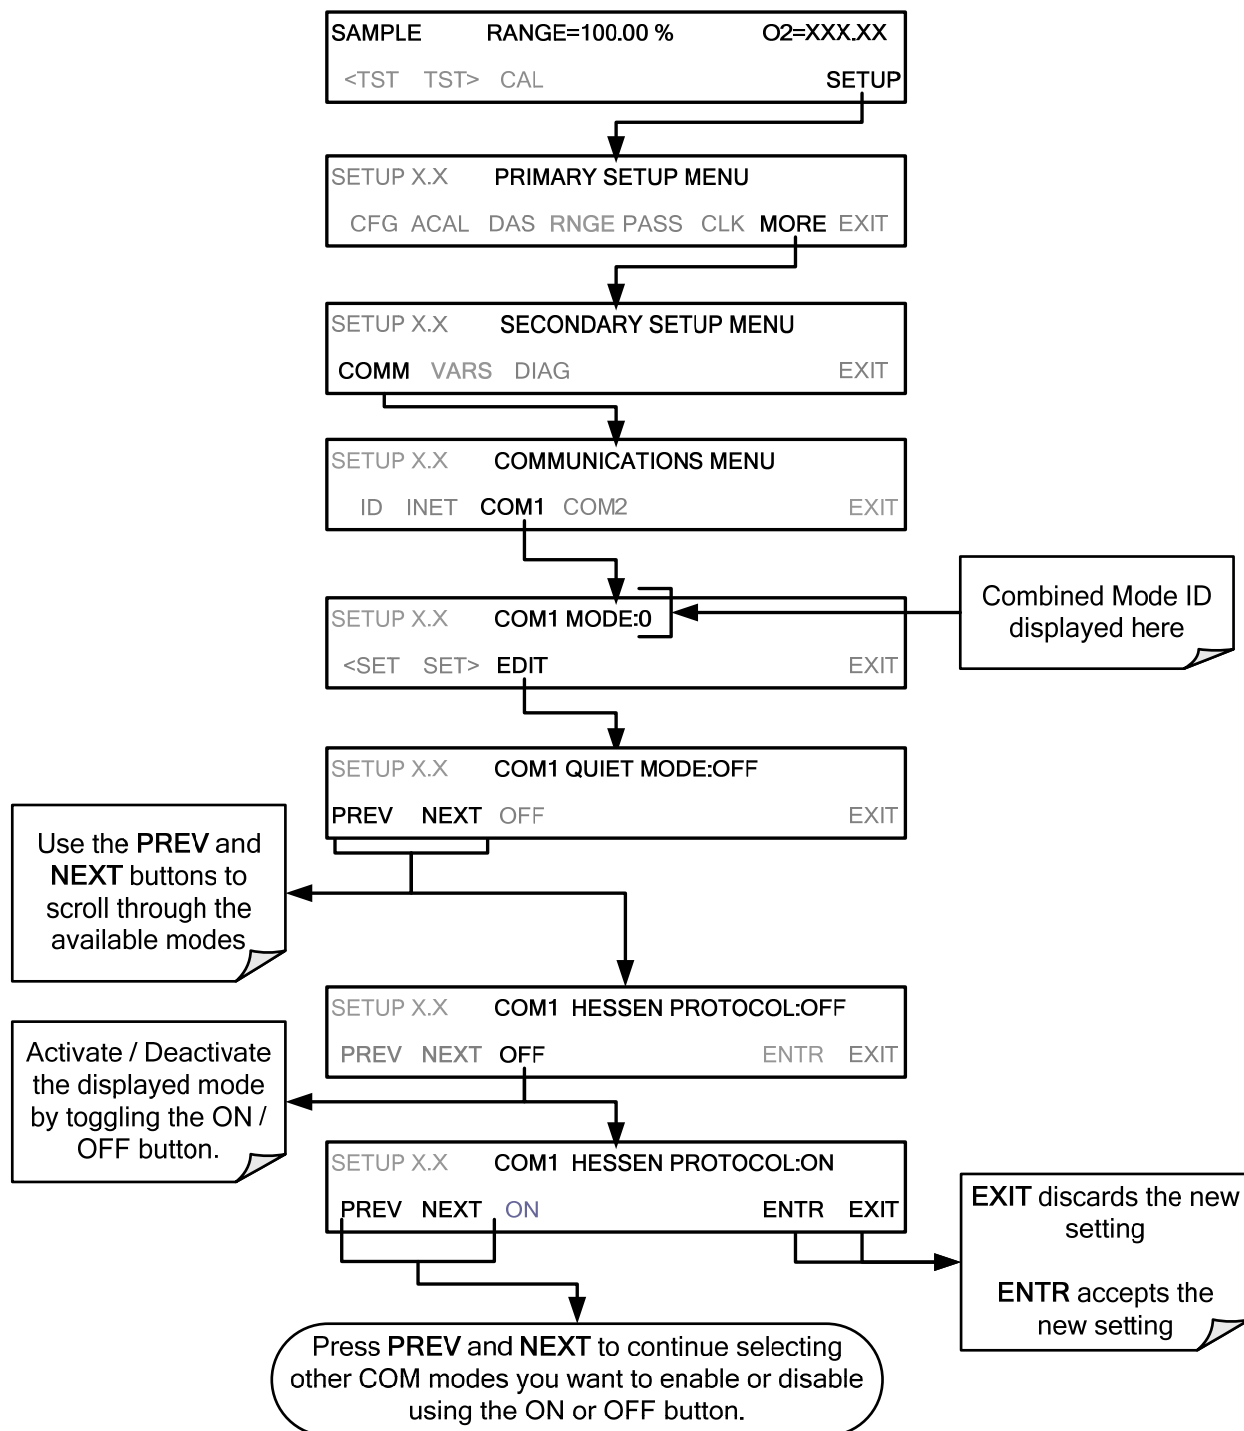 SAMPLE RANGE=100.00 % O2=XXX.XX
<TST TST> CAL SETUP
SETUP X.X PRIMARY SETUP MENU
CFG ACAL DAS RNGE PASS CLK MORE EXIT
SETUP X.X SECONDARY SETUP MENU
COMM VARS DIAG EXIT
SETUP X.X COMMUNICATIONS MENU
ID INET COM1 COM2 EXIT
SETUP X.X COM1 MODE:0
<SET SET> EDIT EXIT
Combined Mode ID
displayed here
SETUP X.X COM1 QUIET MODE:OFF
PREV NEXT OFF EXIT
Use the PREV and
NEXT buttons to
scroll through the
available modes
SETUP X.X COM1 HESSEN PROTOCOL:OFF
PREV NEXT OFF ENTR EXIT
Activate / Deactivate
the displayed mode
by toggling the ON /
OFF button.
SETUP X.X COM1 HESSEN PROTOCOL:ON
PREV NEXT ON ENTR EXIT
EXIT discards the new
setting
ENTR accepts the
new setting
Press PREV and NEXT to continue selecting
other COM modes you want to enable or disable
using the ON or OFF button.